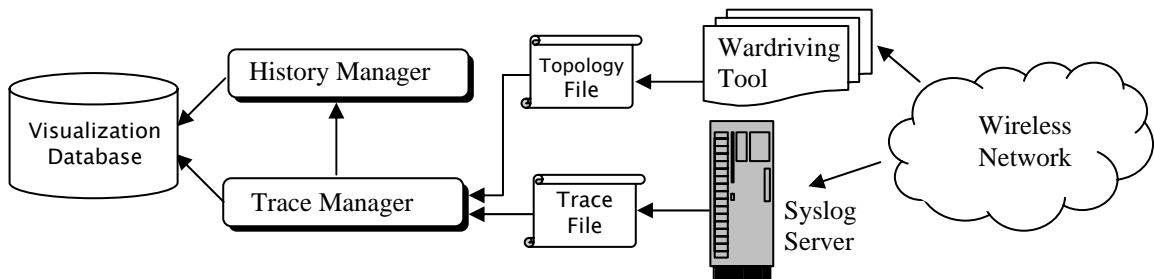 Visualization
Database
History Manager
Trace Manager
Topology
File
Trace
File
Wardriving
Tool
Syslog
Server
Wireless
Network